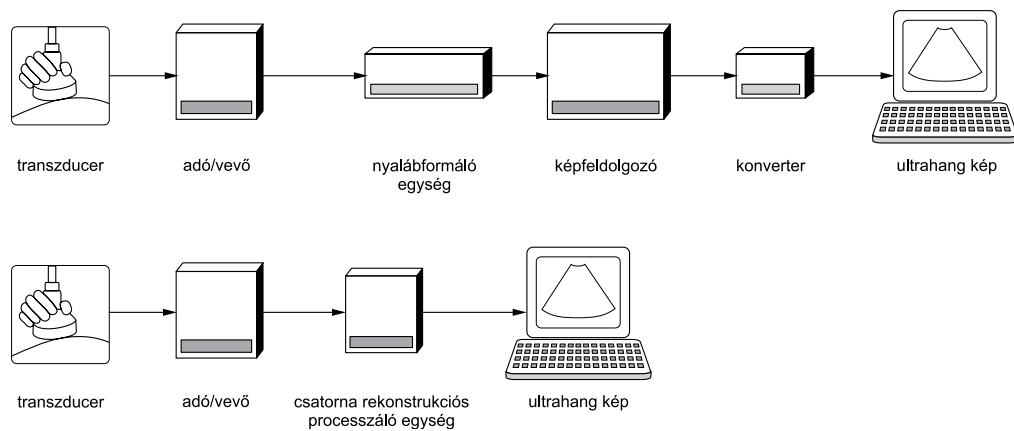 transzducer
adó/vevő
nyalábformáló
egység
képfeldolgozó
konverter
ultrahang kép
transzducer
adó/vevő
csatorna rekonstrukciós
processzáló egység
ultrahang kép